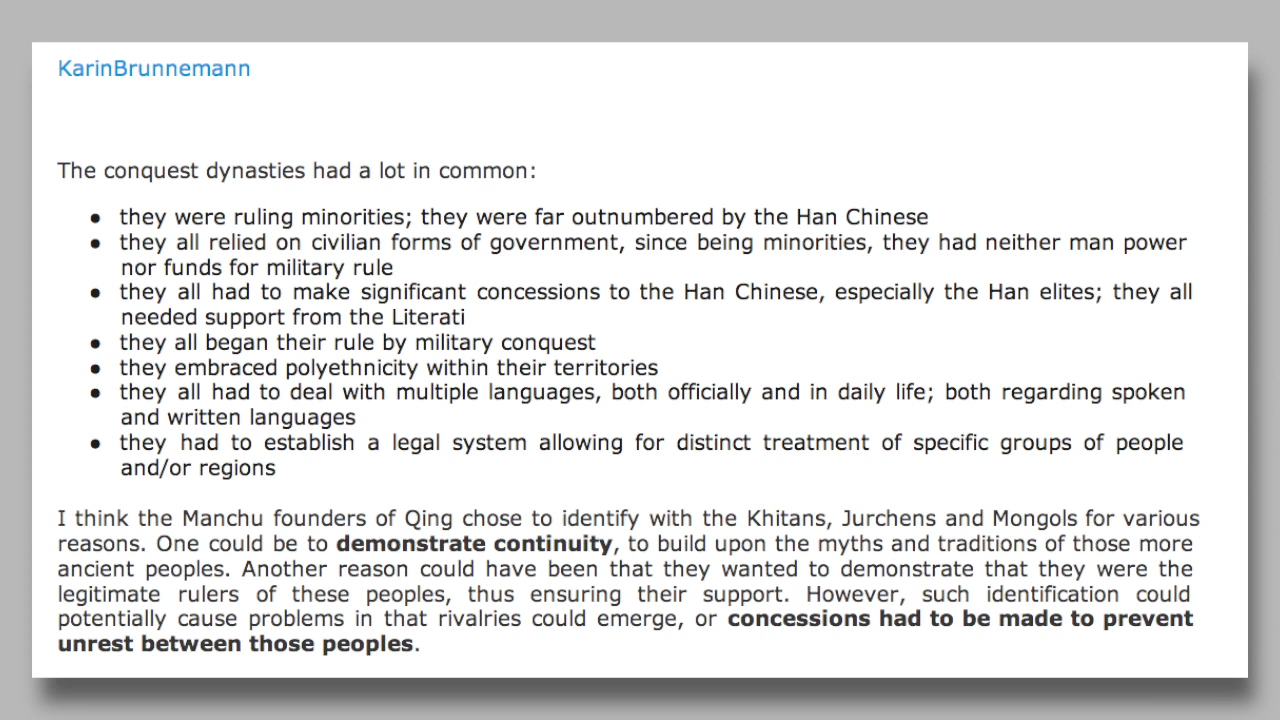 KarinBrunnemann
The conquest dynasties had a lot in common:
● they were ruling minorities; they were far outnumbered by the Han Chinese
● they all relied on civilian forms of government, since being minorities, they had neither man power
nor funds for military rule
● they all had to make significant concessions to the Han Chinese, especially the Han elites; they all
needed support from the Literati
● they all began their rule by military conquest
● they embraced polyethnicity within their territories
● they all had to deal with multiple languages, both officially and in daily life; both regarding spoken
and written languages
● they had to establish a legal system allowing for distinct treatment of specific groups of people
and/or regions
I think the Manchu founders of Qing chose to identify with the Khitans, Jurchens and Mongols for various
reasons. One could be to demonstrate continuity, to build upon the myths and traditions of those more
ancient peoples. Another reason could have been that they wanted to demonstrate that they were the
legitimate rulers of these peoples, thus ensuring their support. However, such identification could
potentially cause problems in that rivalries could emerge, or concessions had to be made to prevent
unrest between those peoples.